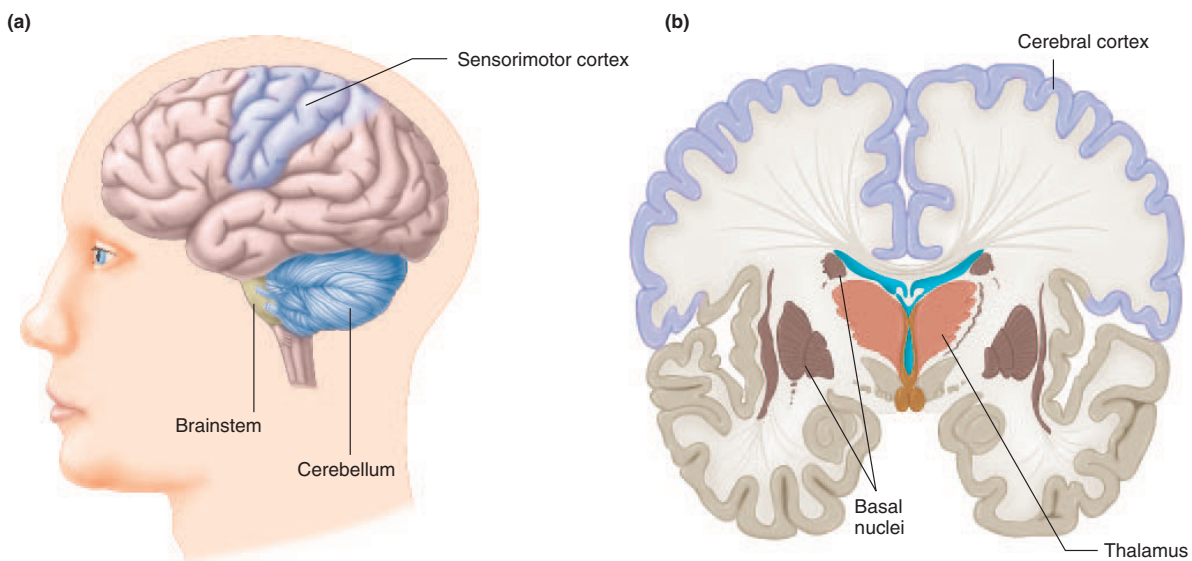 (a)
Sensorimotor cortex
Brainstem
Cerebellum
(b)
Cerebral cortex
Basal
nuclei
Thalamus